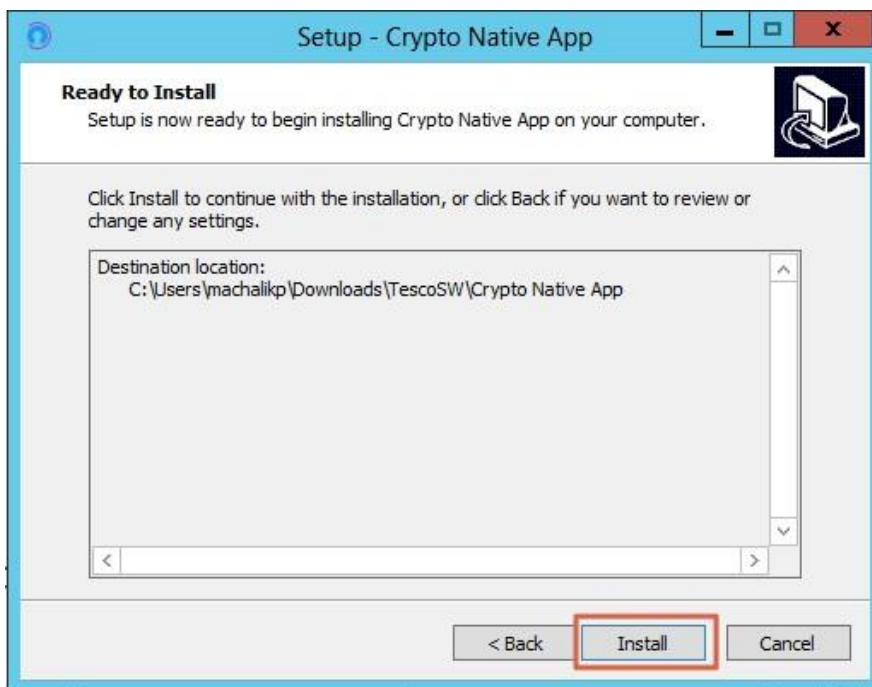 Setup - Crypto Native App
Ready to Install
Setup is now ready to begin installing Crypto Native App on your computer.
Click Install to continue with the installation, or click Back if you want to review or
change any settings.
Destination location:
C:\Users\machalikp\Downloads\TescoSW\Crypto Native App
< Back Install Cancel